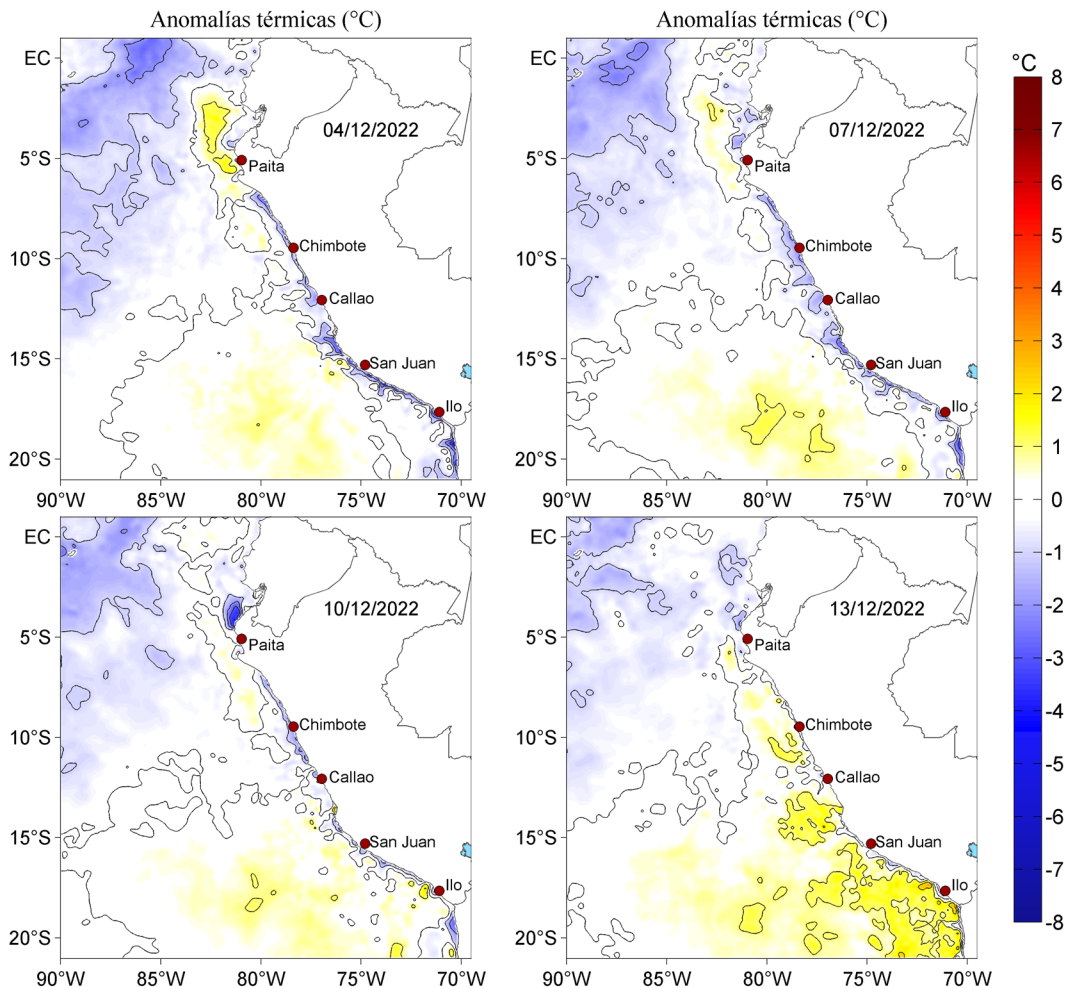 Anomalías térmicas (°C)
EC
5°S
10°S
15°S
20°S
90°W
85°W
80°W
75°W
70°W
04/12/2022
Paita
Chimbote
Callao
San Juan
Ilo
Anomalías térmicas (°C)
EC
5°S
10°S
15°S
20°S
90°W
85°W
80°W
75°W
70°W
07/12/2022
Paita
Chimbote
Callao
San Juan
Ilo
EC
5°S
10°S
15°S
20°S
90°W
85°W
80°W
75°W
70°W
10/12/2022
Paita
Chimbote
Callao
San Juan
Ilo
EC
5°S
10°S
15°S
20°S
90°W
85°W
80°W
75°W
70°W
13/12/2022
Paita
Chimbote
Callao
San Juan
Ilo
°C
8
7
6
5
4
3
2
1
0
-1
-2
-3
-4
-5
-6
-7
-8